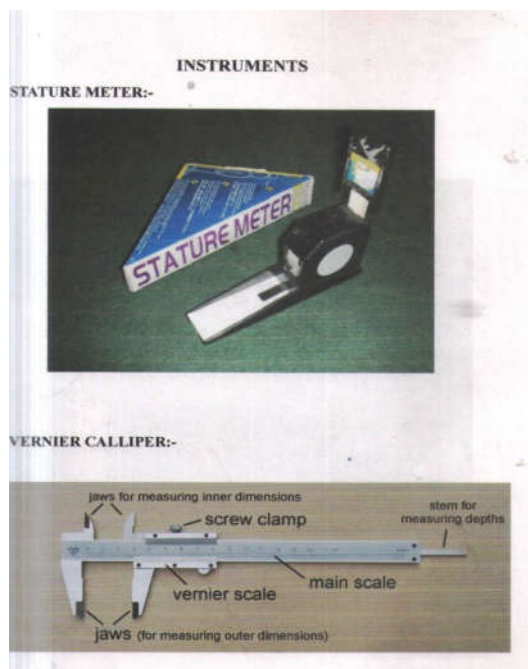 INSTRUMENTS
STATURE METER:-
STATURE METER
VERNIER CALLIPER:-
jaws for measuring inner dimensions
screw clamp
stem for
measuring depths
main scale
vernier scale
jaws (for measuring outer dimensions)